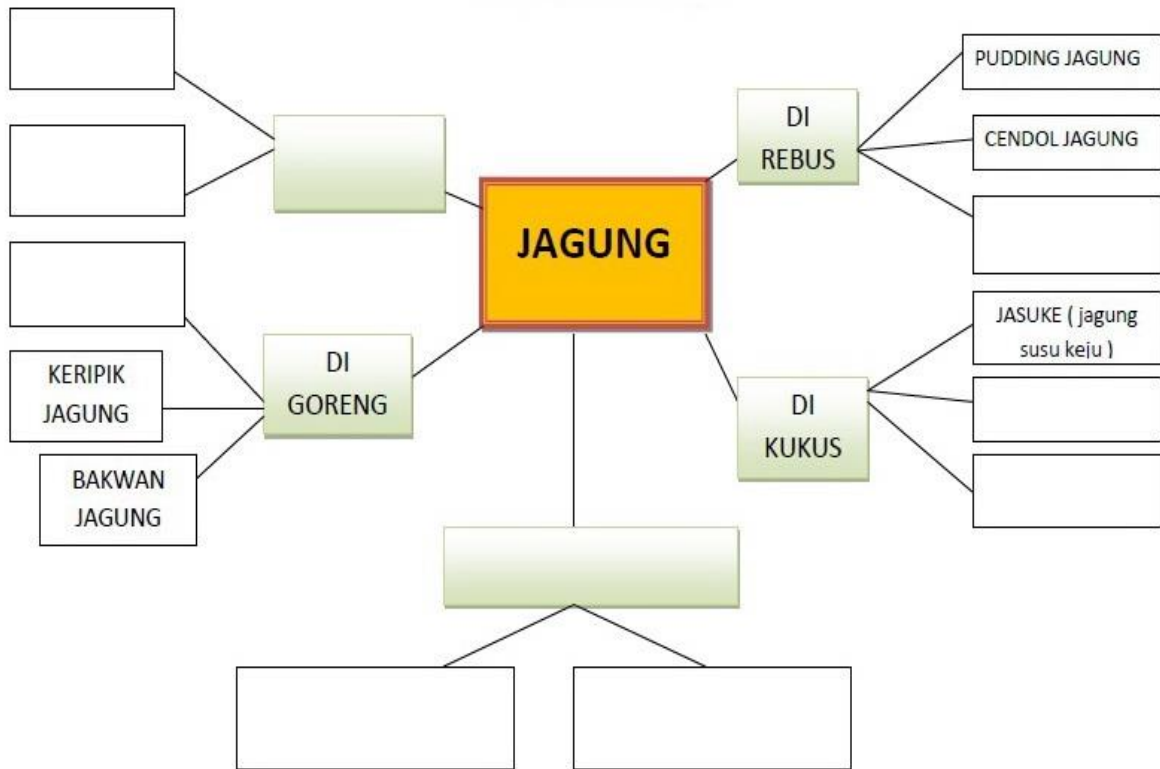 PUDDING JAGUNG
DI
REBUS
CENDOL JAGUNG
JAGUNG
JASUKE ( jagung
susu keju )
DI
GORENG
KERIPIK
JAGUNG
DI
KUKUS
BAKWAN
JAGUNG